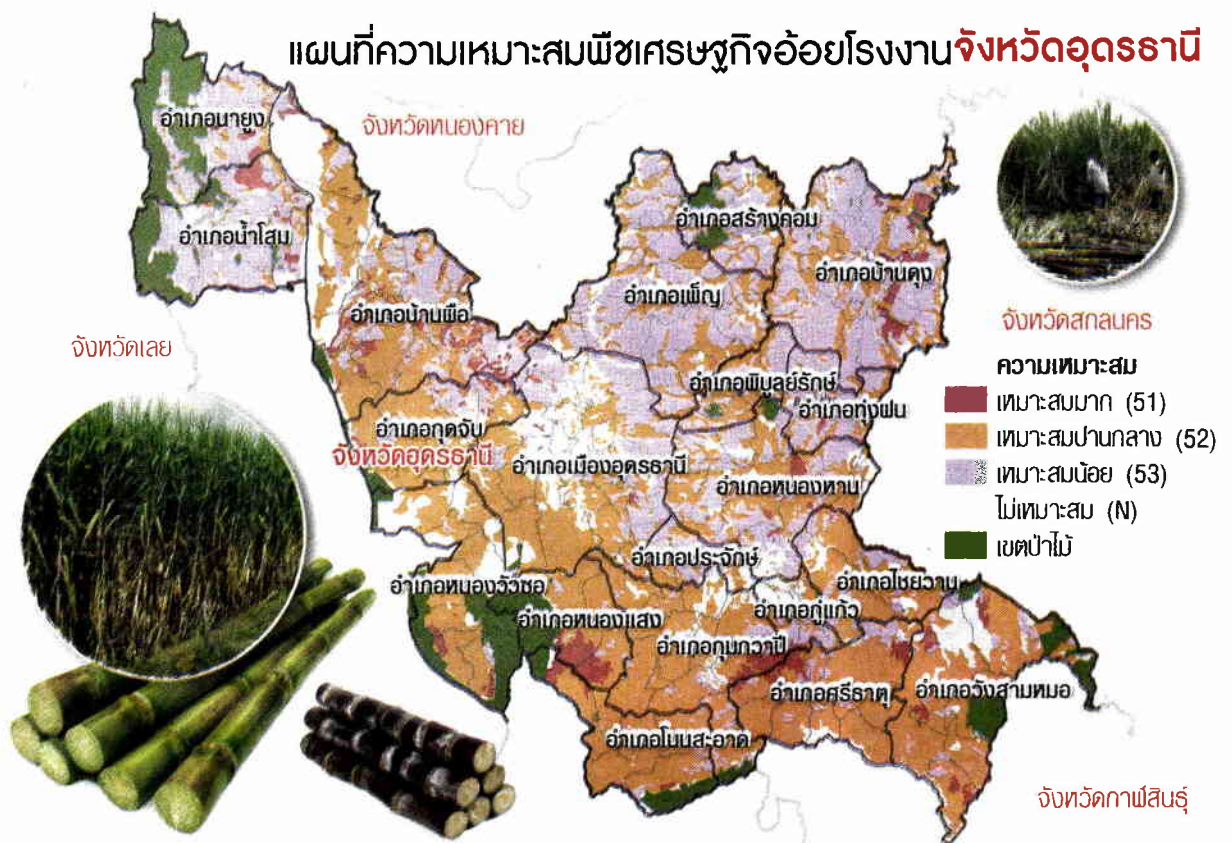 แผนที่ความเหมาะสมพืชเศรษฐกิจอ้อยโรงงานจังหวัดอุดรธานี
จังหวัดหนองคาย
อำเภอนายูง
อำเภอน้ำโสม
อำเภอสร้างคอม
อำเภอบ้านดุง
อำเภอเพ็ญ
อำเภอบ้านผือ
จังหวัดเลย
จังหวัดสกลนคร
อำเภอพิบูลย์รักษ์
อำเภอทุ่งฝน
อำเภอกุดจับ
จังหวัดอุดรธานี
อำเภอเมืองอุดรธานี
อำเภอหนองหาน
ความเหมาะสม
เหมาะสมมาก (S1)
เหมาะสมปานกลาง (S2)
เหมาะสมน้อย (S3)
ไม่เหมาะสม (N)
เขตป่าไม้
อำเภอประจักษ์
อำเภอหนองวัวซอ
อำเภอไชยวาน
อำเภอหนองแสง
อำเภอกู่แก้ว
อำเภอกุมภวาปี
อำเภอศรีธาตุ
อำเภอวังสามหมอ
อำเภอโนนสะอาด
จังหวัดกาฬสินธุ์